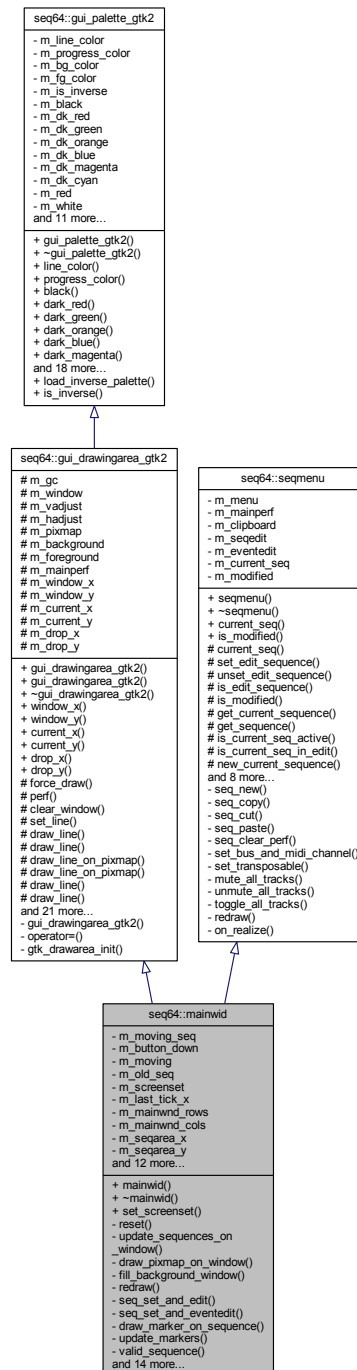 seq64::gui_palette_gtk2
- m_line_color
- m_progress_color
- m_bg_color
- m_fg_color
- m_is_inverse
- m_black
- m_dk_red
- m_dk_green
- m_dk_orange
- m_dk_blue
- m_dk_magenta
- m_dk_cyan
- m_red
- m_white
and 11 more...
+ gui_palette_gtk2()
+ ~gui_palette_gtk2()
+ line_color()
+ progress_color()
+ black()
+ dark_red()
+ dark_green()
+ dark_orange()
+ dark_blue()
+ dark_magenta()
and 18 more...
+ load_inverse_palette()
+ is_inverse()
seq64::gui_drawingarea_gtk2
# m_gc
# m_window
# m_vadjust
# m_hadjust
# m_pixmap
# m_background
# m_foreground
# m_mainperf
# m_window_x
# m_window_y
# m_current_x
# m_current_y
# m_drop_x
# m_drop_y
+ gui_drawingarea_gtk2()
+ gui_drawingarea_gtk2()
+ ~gui_drawingarea_gtk2()
+ window_x()
+ window_y()
+ current_x()
+ current_y()
+ drop_x()
+ drop_y()
# force_draw()
# perf()
# clear_window()
# set_line()
# draw_line()
# draw_line()
# draw_line_on_pixmap()
# draw_line_on_pixmap()
# draw_line()
# draw_line()
and 21 more...
- gui_drawingarea_gtk2()
- operator=()
- gtk_drawarea_init()
seq64::seqmenu
- m_menu
- m_mainperf
- m_clipboard
- m_seqedit
- m_eventedit
- m_current_seq
- m_modified
+ seqmenu()
+ ~seqmenu()
+ current_seq()
+ is_modified()
# current_seq()
# set_edit_sequence()
# unset_edit_sequence()
# is_edit_sequence()
# is_modified()
# get_current_sequence()
# get_sequence()
# is_current_seq_active()
# is_current_seq_in_edit()
# new_current_sequence()
and 8 more...
- seq_new()
- seq_copy()
- seq_cut()
- seq_paste()
- seq_clear_perf()
- set_bus_and_midi_channel()
- set_transposable()
- mute_all_tracks()
- unmute_all_tracks()
- toggle_all_tracks()
- redraw()
- on_realize()
seq64::mainwid
- m_moving_seq
- m_button_down
- m_moving
- m_old_seq
- m_screenset
- m_last_tick_x
- m_mainwnd_rows
- m_mainwnd_cols
- m_seqarea_x
- m_seqarea_y
and 12 more...
+ mainwid()
+ ~mainwid()
+ set_screenset()
- reset()
- update_sequences_on
_window()
- draw_pixmap_on_window()
- fill_background_window()
- redraw()
- seq_set_and_edit()
- seq_set_and_eventedit()
- draw_marker_on_sequence()
- update_markers()
- valid_sequence()
and 14 more...